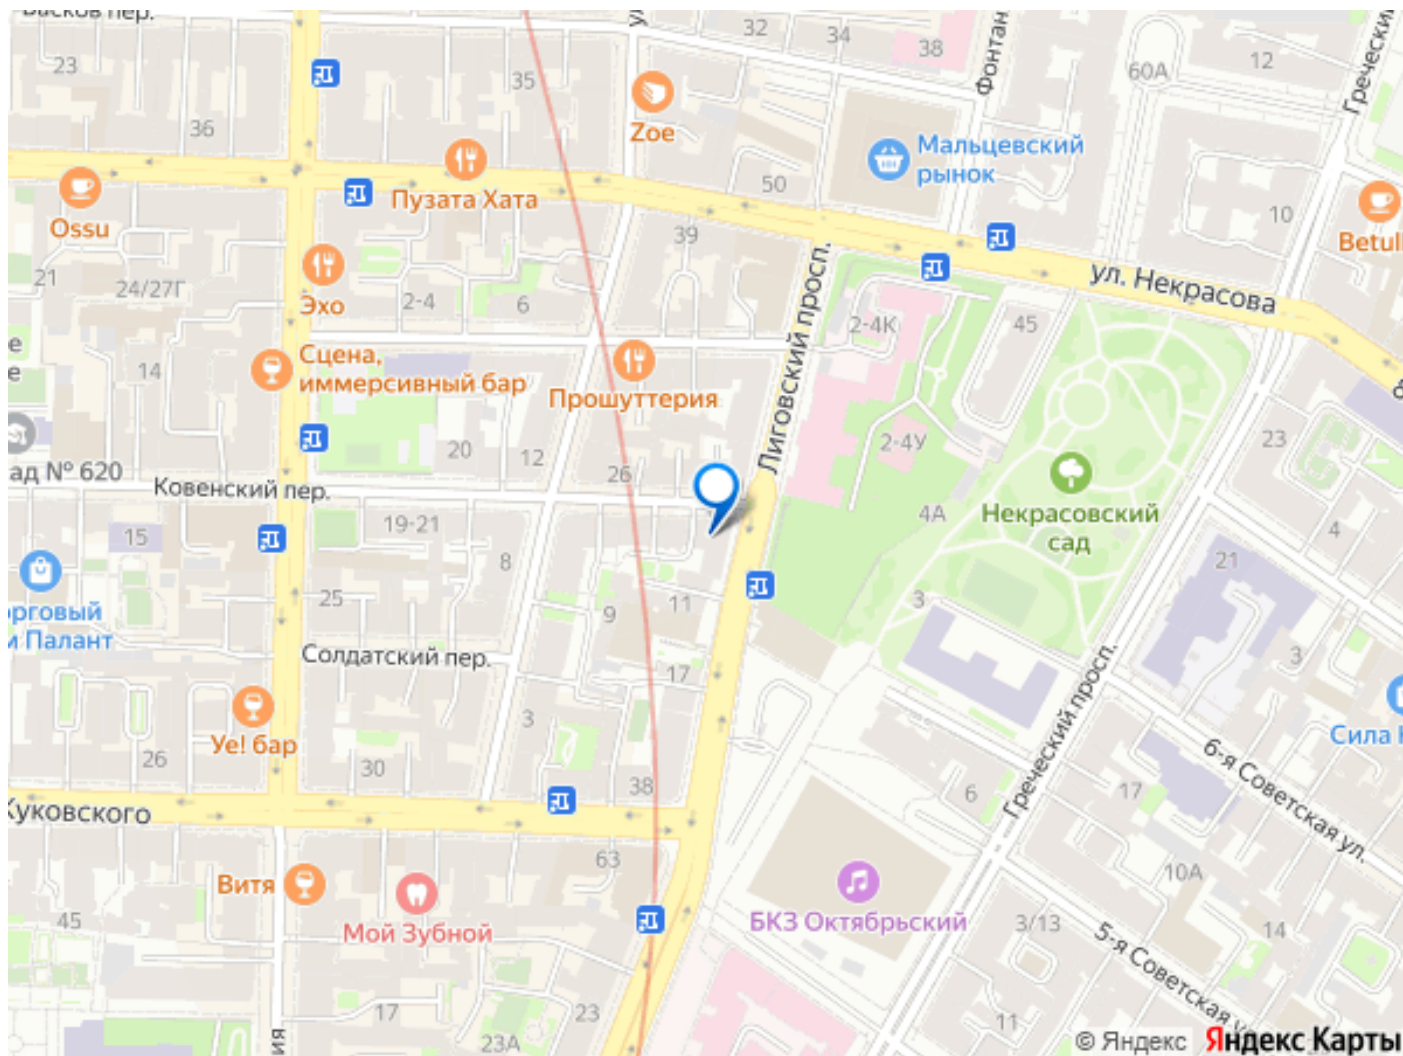 Басков пер.
32
34
38
Фонтан
12
60А
Греческий
23
35
36
Zoe
Мальцевский
рынок
Пузата Хата
50
10
Ossu
39
Betull
21
24/27Г
Эхо
2-4
6
ул. Некрасова
2-4К
45
Лиговский просп.
Сцена,
иммерсивный бар
14
Прошуттерия
20
12
26
2-4У
23
ад № 620
Ковенский пер.
19-21
4А
Некрасовский
сад
4
15
8
21
25
9
11
3
орговый
и Палант
Солдатский пер.
17
3
3
Греческий просп.
Уе! бар
26
30
38
6
17
6-я Советская ул.
Сила
Жуковского
63
10А
Витя
Мой Зубной
БКЗ Октябрьский
45
3/13
14
5-я Советская ул.
17
23
23А
11
ия
© Яндекс Яндекс Карты